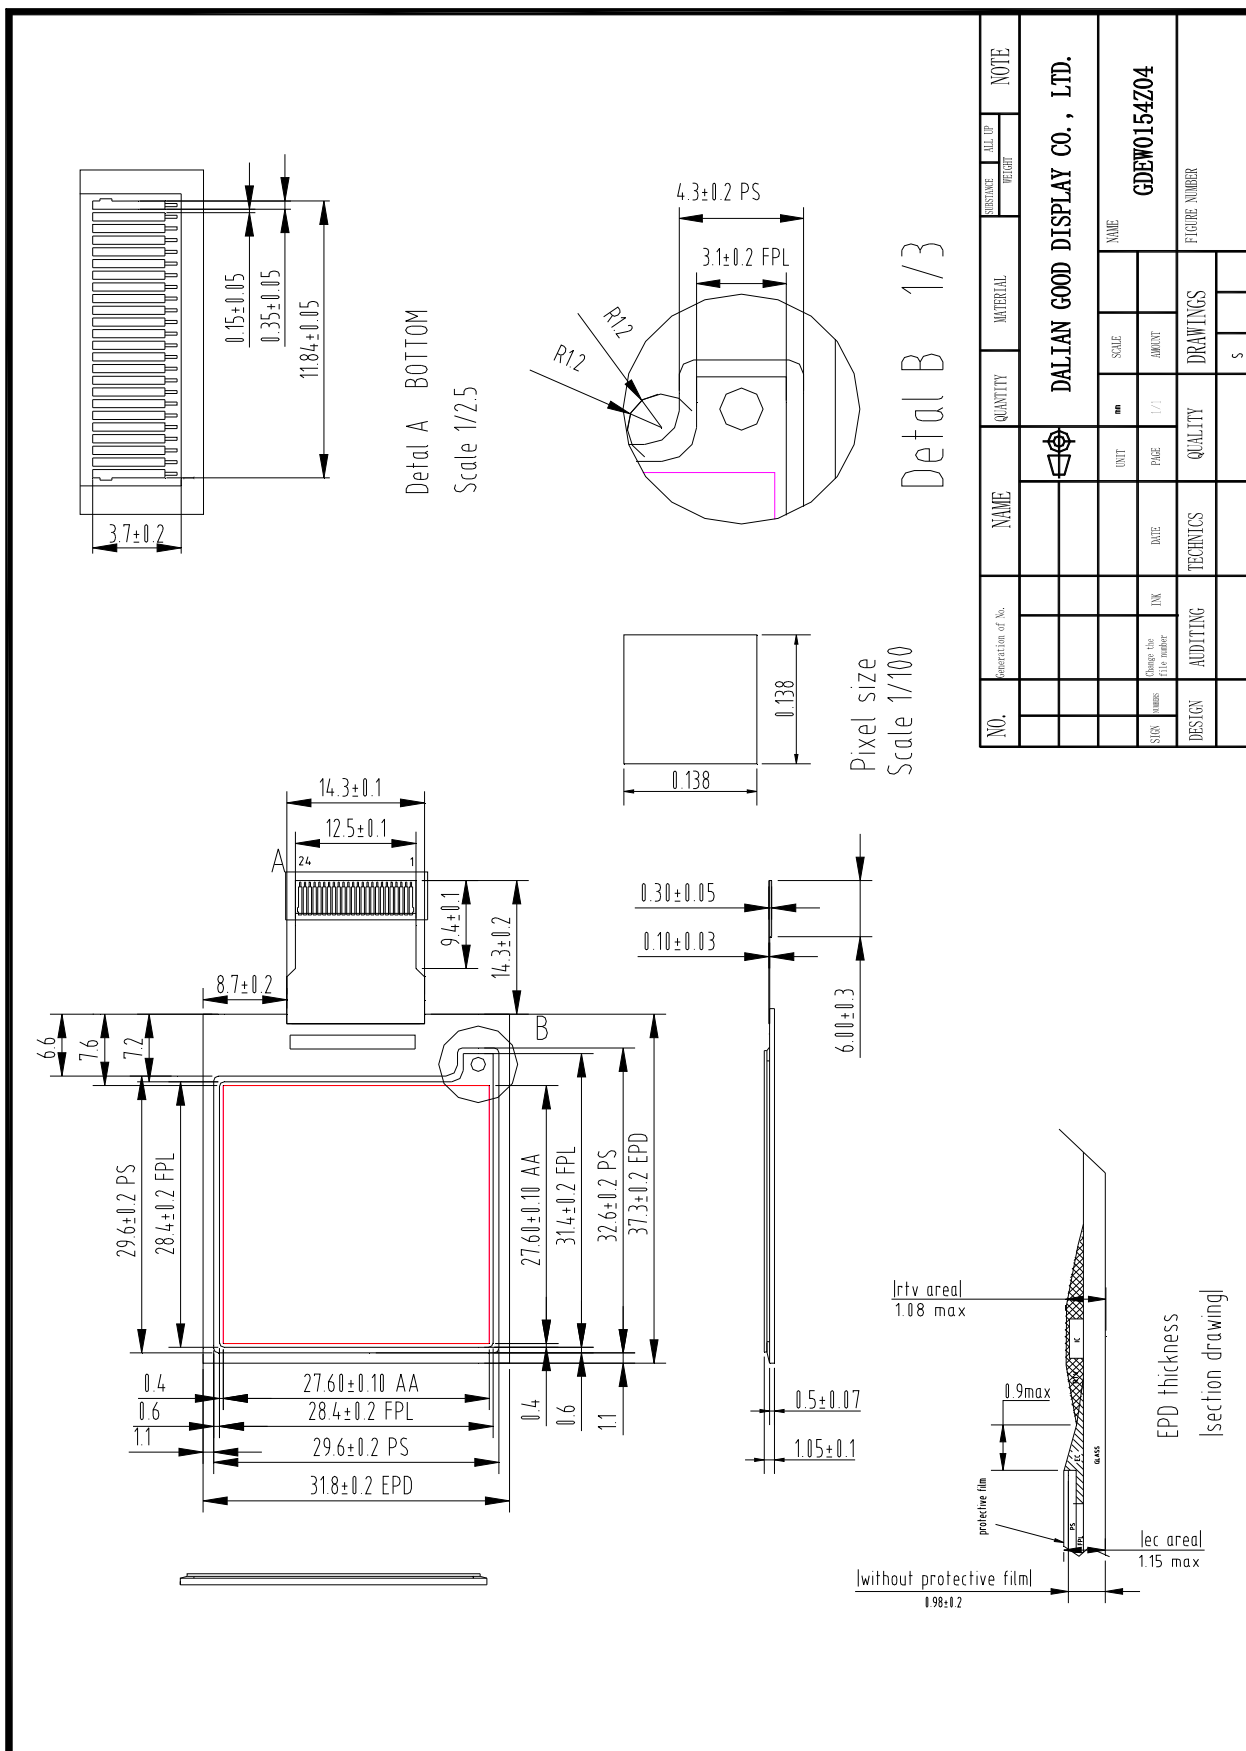 0.15±0.05
0.35±0.05
11.84±0.05
3.7±0.2
Detal A BOTTOM
Scale 1/2.5
4.3±0.2 PS
3.1±0.2 FPL
R1.2
R1.2
Detal B 1/3
0.138
0.138
Pixel size
Scale 1/100
14.3±0.1
12.5±0.1
A
24
1
9.4±0.1
14.3±0.2
8.7±0.2
6.6
7.6
7.2
B
29.6±0.2 PS
28.4±0.2 FPL
27.60±0.10 AA
31.4±0.2 FPL
32.6±0.2 PS
37.3±0.2 EPD
0.4
0.6
1.1
27.60±0.10 AA
28.4±0.2 FPL
29.6±0.2 PS
31.8±0.2 EPD
0.4
0.6
1.1
0.30±0.05
0.10±0.03
6.00±0.3
0.5±0.07
1.05±0.1
|rtv area|
1.08 max
0.9max
IC
EC
GLASS
PS
FPL
protective film
|ec area|
1.15 max
|without protective film|
0.98±0.2
EPD thickness
|section drawing|
NO.
Generation of No.
NAME
QUANTITY
MATERIAL
SUBSTANCE
ALL UP
WEIGHT
NOTE
DALIAN GOOD DISPLAY CO., LTD.
UNIT
mm
SCALE
NAME
GDEW0154Z04
SIGN
NUMBERS
Change the
file number
INK
DATE
PAGE
1/1
AMOUNT
DESIGN
AUDITING
TECHNICS
QUALITY
DRAWINGS
FIGURE NUMBER
S